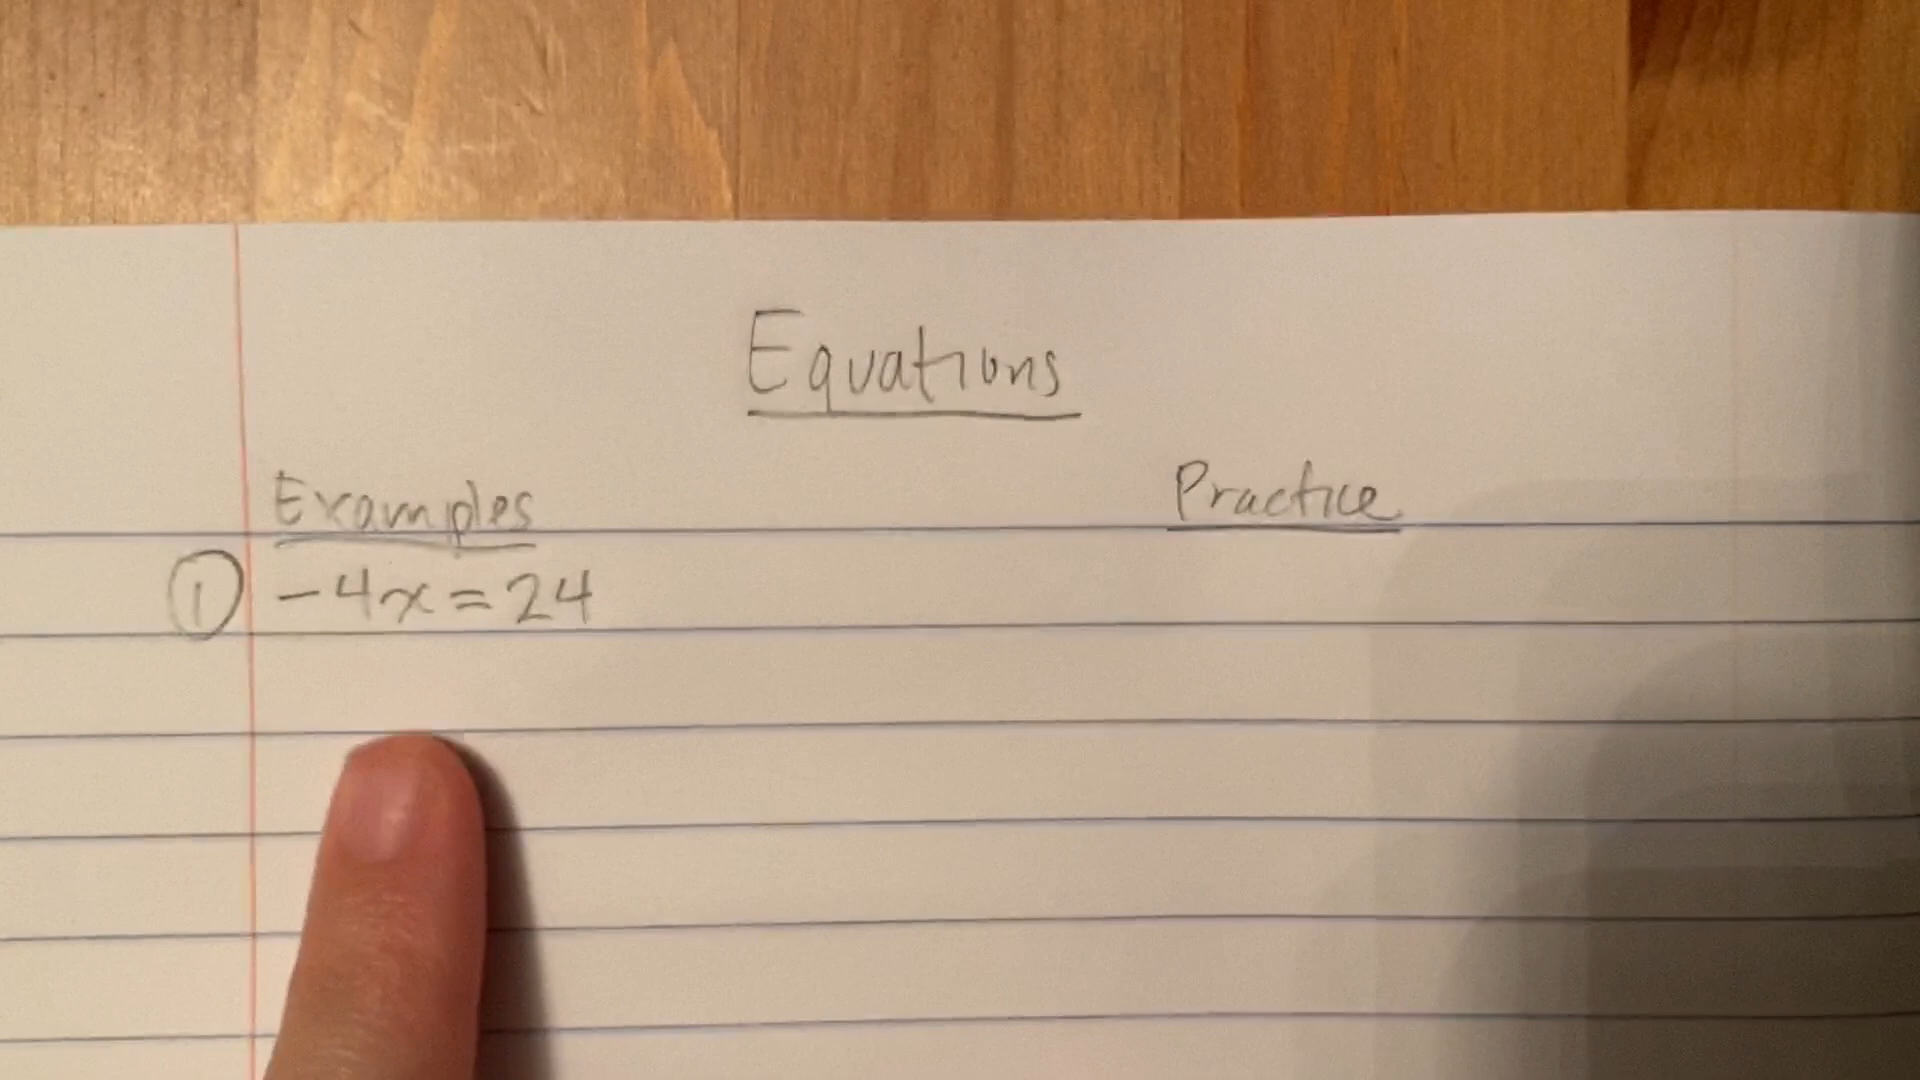 Equations
Examples Practice
① -4x=24